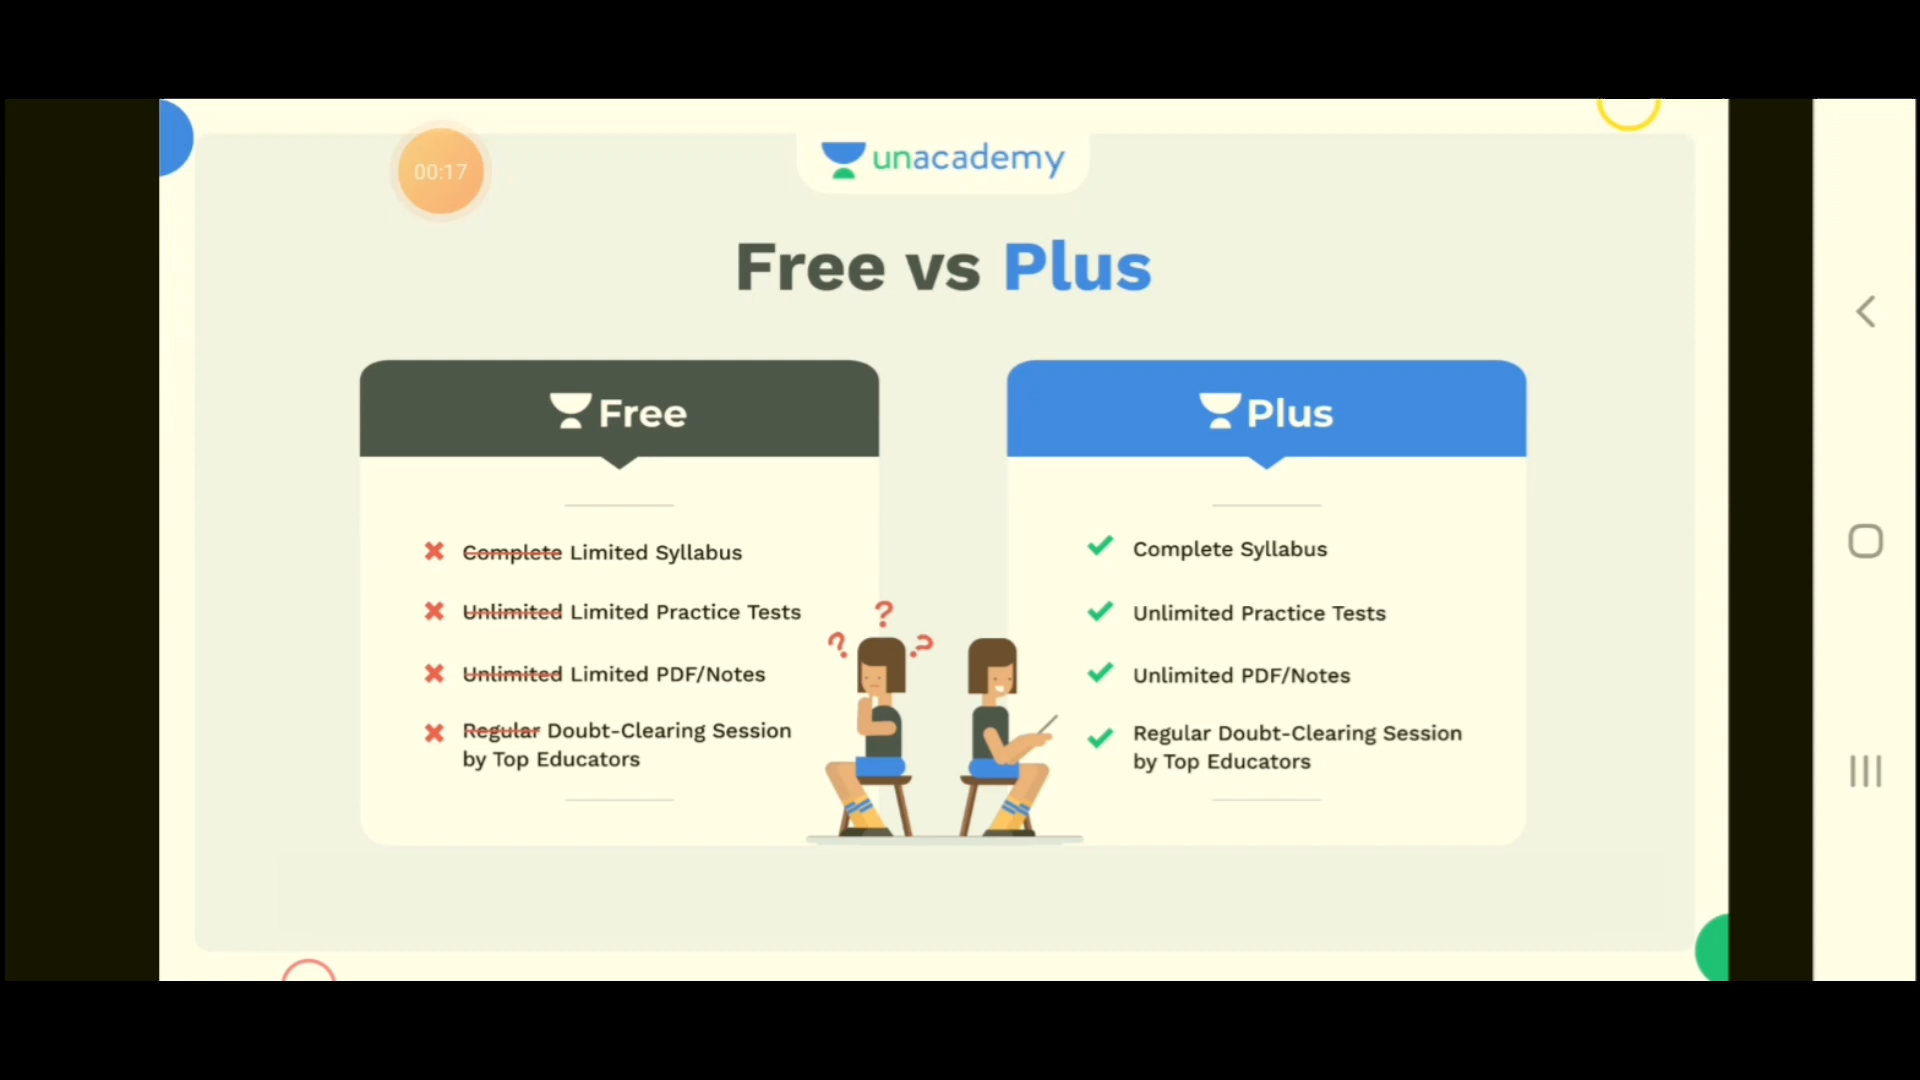 00:17
unacademy
Free vs Plus
Free
Complete Limited Syllabus
Unlimited Limited Practice Tests
Unlimited Limited PDF/Notes
Regular Doubt-Clearing Session
by Top Educators
? ? ?
Plus
Complete Syllabus
Unlimited Practice Tests
Unlimited PDF/Notes
Regular Doubt-Clearing Session
by Top Educators